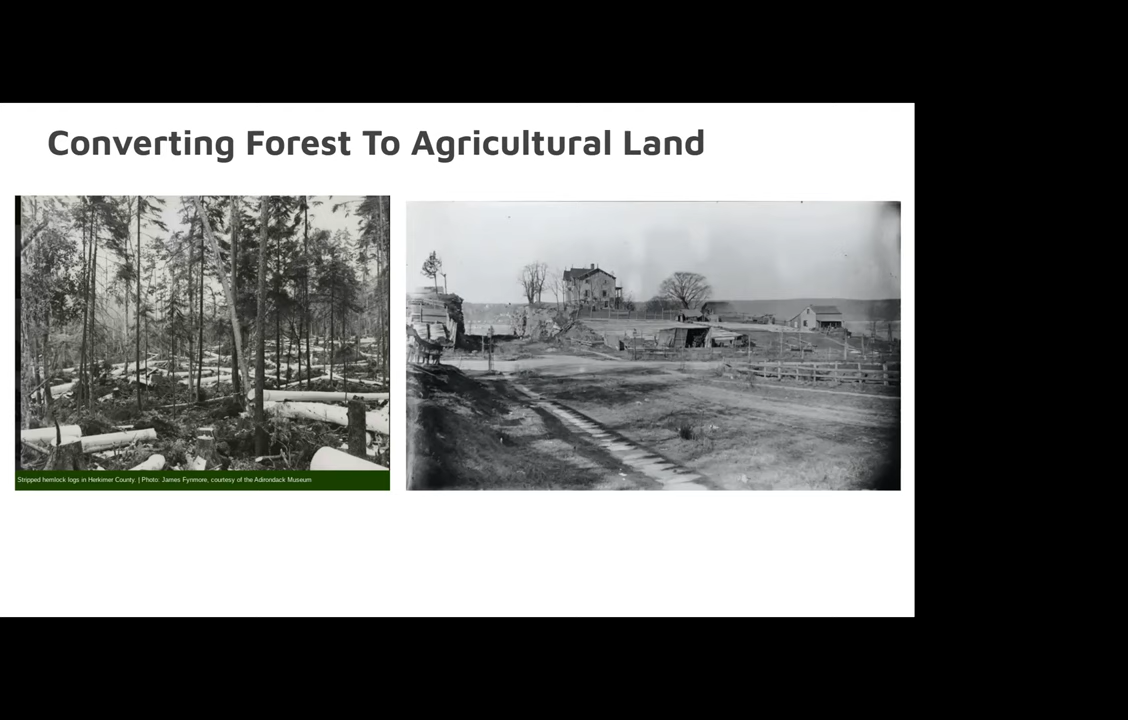 Converting Forest To Agricultural Land
Stripped hemlock logs in Herkimer County. | Photo: James Fynmore, courtesy of the Adirondack Museum